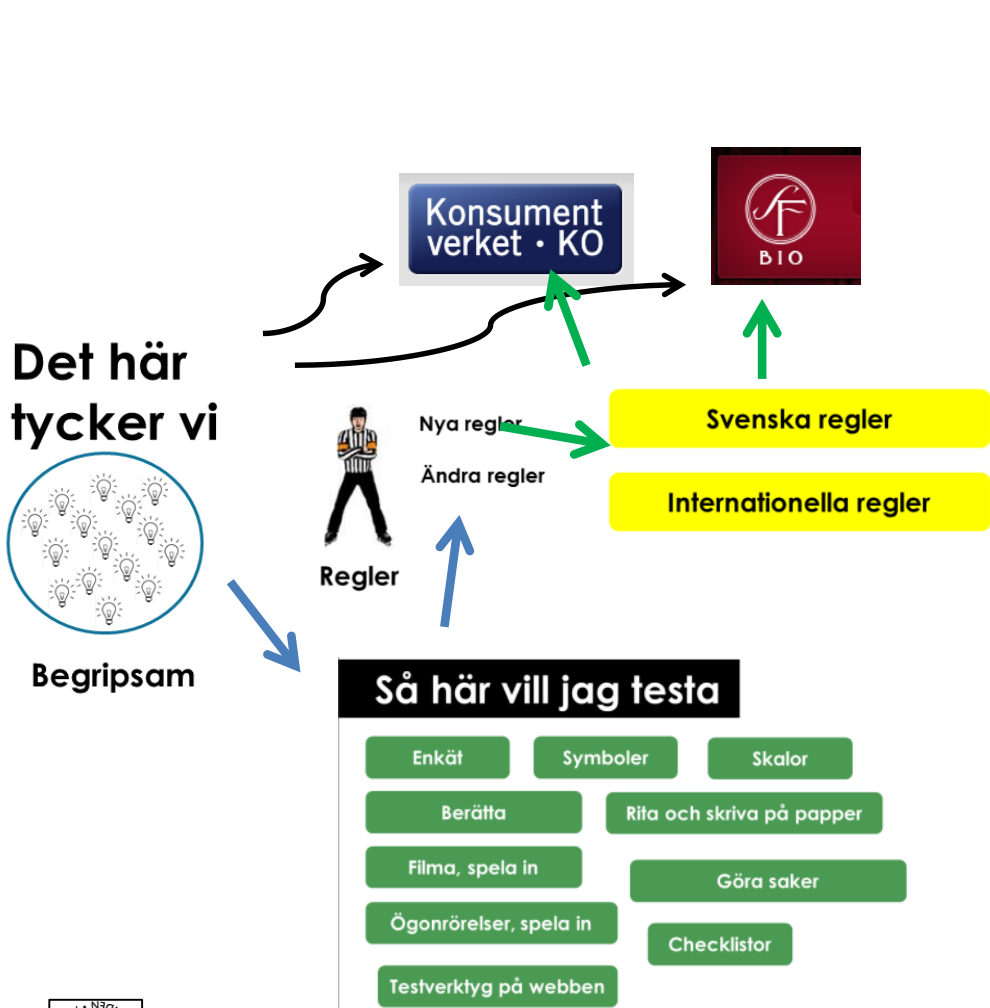 Konsument
verket · KO
SF
BIO
Det här
tycker vi
Nya regler
Ändra regler
Svenska regler
Internationella regler
Regler
Begripsam
Så här vill jag testa
Enkät
Symboler
Skalor
Berätta
Rita och skriva på papper
Filma, spela in
Göra saker
Ögonrörelser, spela in
Checklistor
Testverktyg på webben